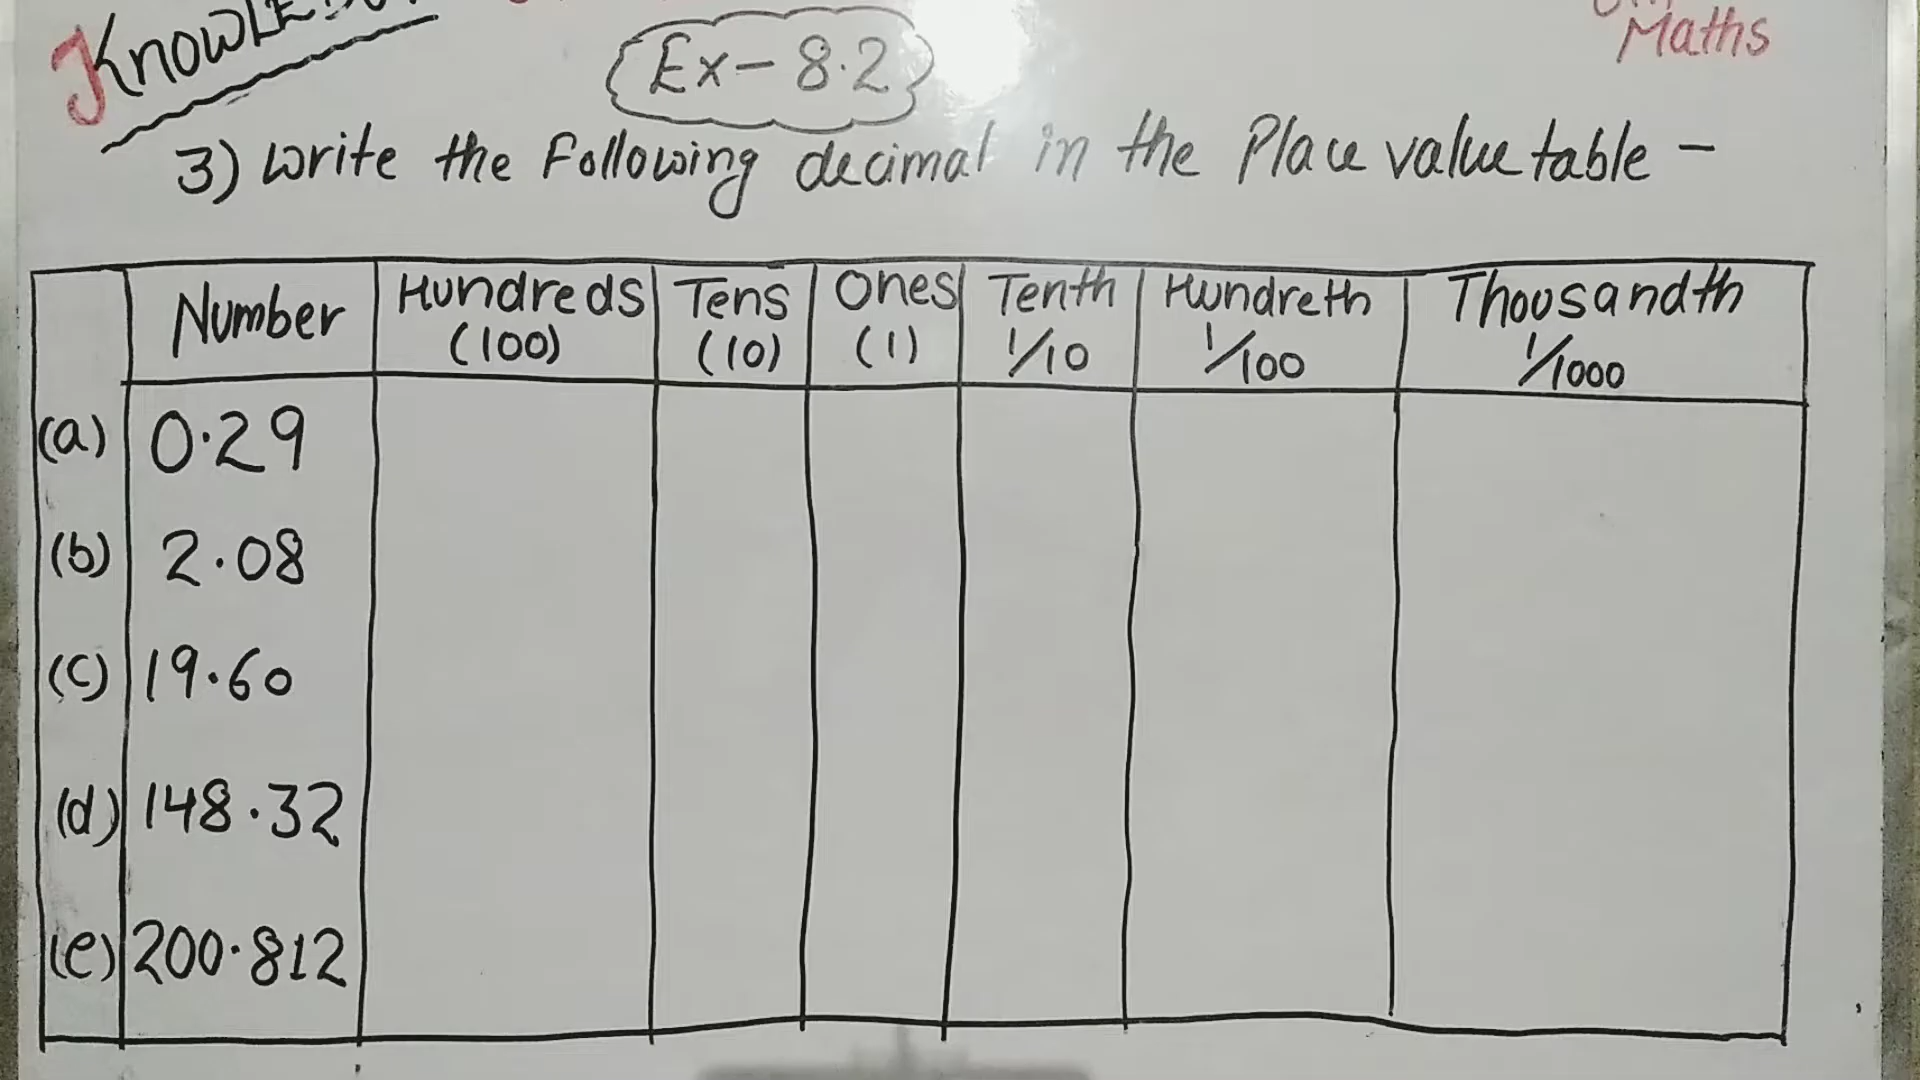 Ex-8.2
Maths
3) Write the Following decimal in the Place value table -
Number Hundreds Tens Ones Tenth Hundreth Thousandth
(100) (10) (1) 1/10 1/100 1/1000
(a) 0.29
(b) 2.08
(c) 19.60
(d) 148.32
(e) 200.812